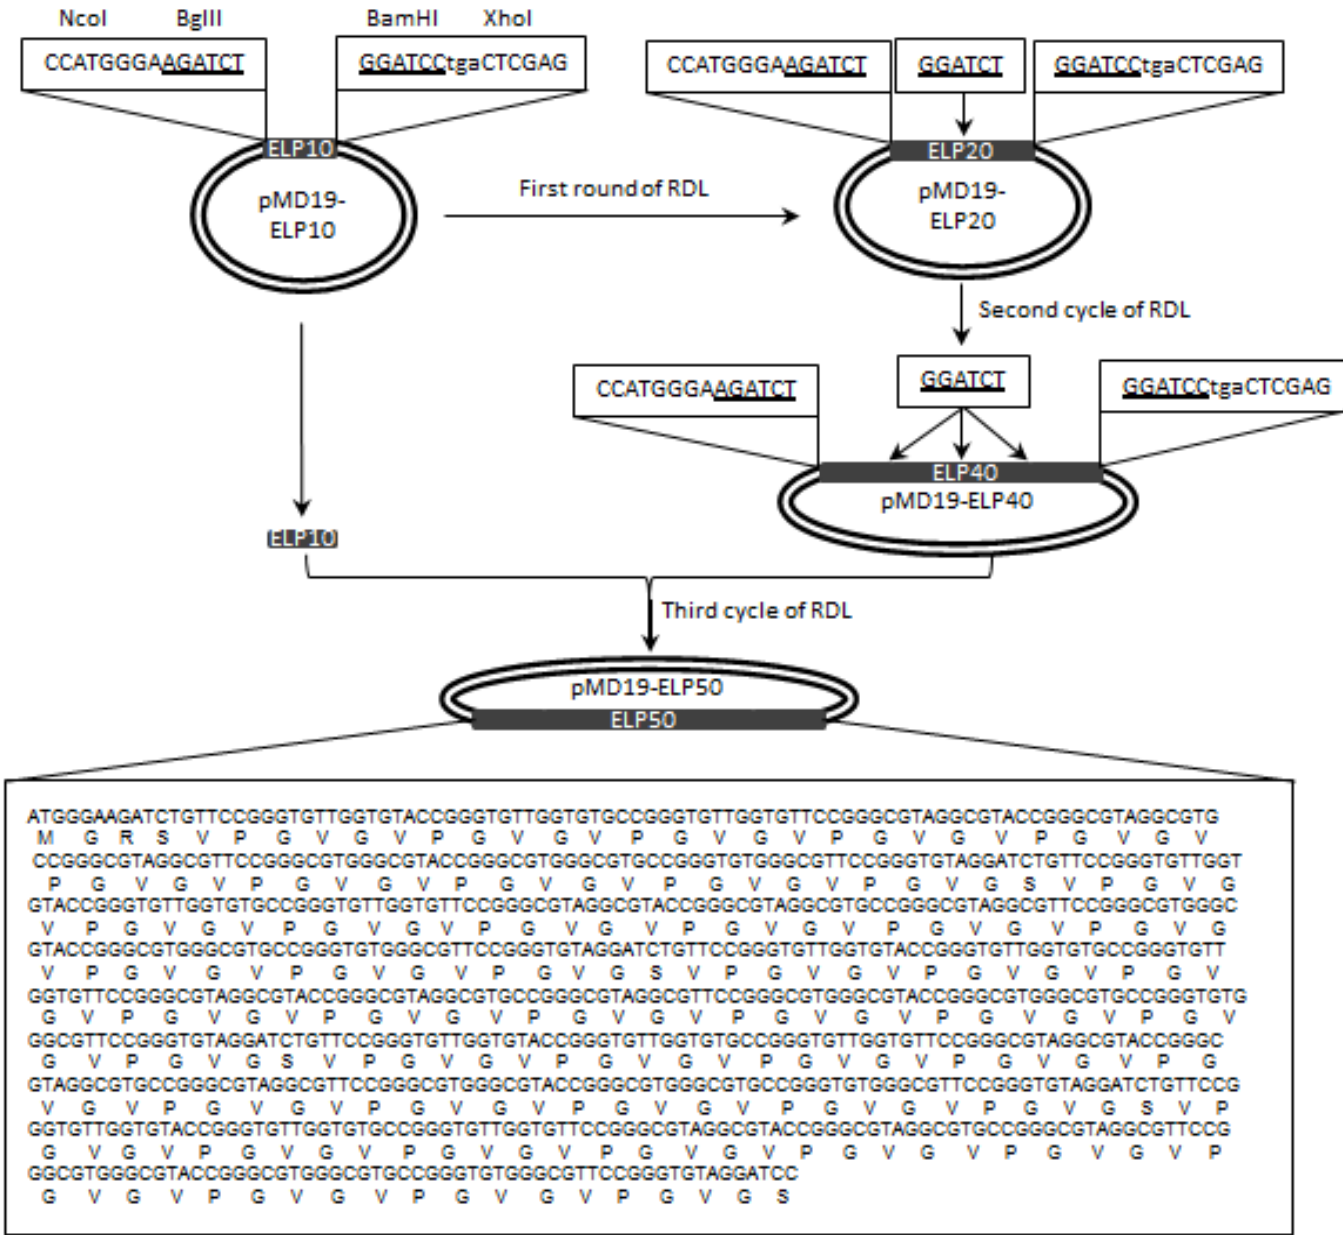 NcoI BglII BamHI XhoI
CCATGGGAAGATCT GGATCCtgaCTCGAG
CCATGGGAAGATCT GGATCT GGATCCtgaCTCGAG
ELP10
pMD19-
ELP10
First round of RDL
ELP20
pMD19-
ELP20
Second cycle of RDL
CCATGGGAAGATCT GGATCT GGATCCtgaCTCGAG
ELP40
pMD19-ELP40
ELP10
Third cycle of RDL
pMD19-ELP50
ELP50
ATGGGAAGATCTGTTCCGGGTGTTGGTGTACCGGGTGTTGGTGTGCCGGGTGTTGGTGTTCCGGGCGTAGGCGTACCGGGCGTAGGCGTG
M G R S V P G V G V P G V G V P G V G V P G V G V P G V G V
CCGGGCGTAGGCGTTCCGGGCGTGGGCGTACCGGGCGTGGGCGTGCCGGGTGTGGGCGTTCCGGGTGTAGGATCTGTTCCGGGTGTTGGT
P G V G V P G V G V P G V G V P G V G V P G V G S V P G V G
GTACCGGGTGTTGGTGTGCCGGGTGTTGGTGTTCCGGGCGTAGGCGTACCGGGCGTAGGCGTGCCGGGCGTAGGCGTTCCGGGCGTGGGC
V P G V G V P G V G V P G V G V P G V G V P G V G V P G V G
GTACCGGGCGTGGGCGTGCCGGGTGTGGGCGTTCCGGGTGTAGGATCTGTTCCGGGTGTTGGTGTACCGGGTGTTGGTGTGCCGGGTGTT
V P G V G V P G V G V P G V G S V P G V G V P G V G V P G V
GGTGTTCCGGGCGTAGGCGTACCGGGCGTAGGCGTGCCGGGCGTAGGCGTTCCGGGCGTGGGCGTACCGGGCGTGGGCGTGCCGGGTGTG
G V P G V G V P G V G V P G V G V P G V G V P G V G V P G V
GGCGTTCCGGGTGTAGGATCTGTTCCGGGTGTTGGTGTACCGGGTGTTGGTGTGCCGGGTGTTGGTGTTCCGGGCGTAGGCGTACCGGGC
G V P G V G S V P G V G V P G V G V P G V G V P G V G V P G
GTAGGCGTGCCGGGCGTAGGCGTTCCGGGCGTGGGCGTACCGGGCGTGGGCGTGCCGGGTGTGGGCGTTCCGGGTGTAGGATCTGTTCCG
V G V P G V G V P G V G V P G V G V P G V G V P G V G S V P
GGTGTTGGTGTACCGGGTGTTGGTGTGCCGGGTGTTGGTGTTCCGGGCGTAGGCGTACCGGGCGTAGGCGTGCCGGGCGTAGGCGTTCCG
G V G V P G V G V P G V G V P G V G V P G V G V P G V G V P
GGCGTGGGCGTACCGGGCGTGGGCGTGCCGGGTGTGGGCGTTCCGGGTGTAGGATCC
G V G V P G V G V P G V G V P G V G S